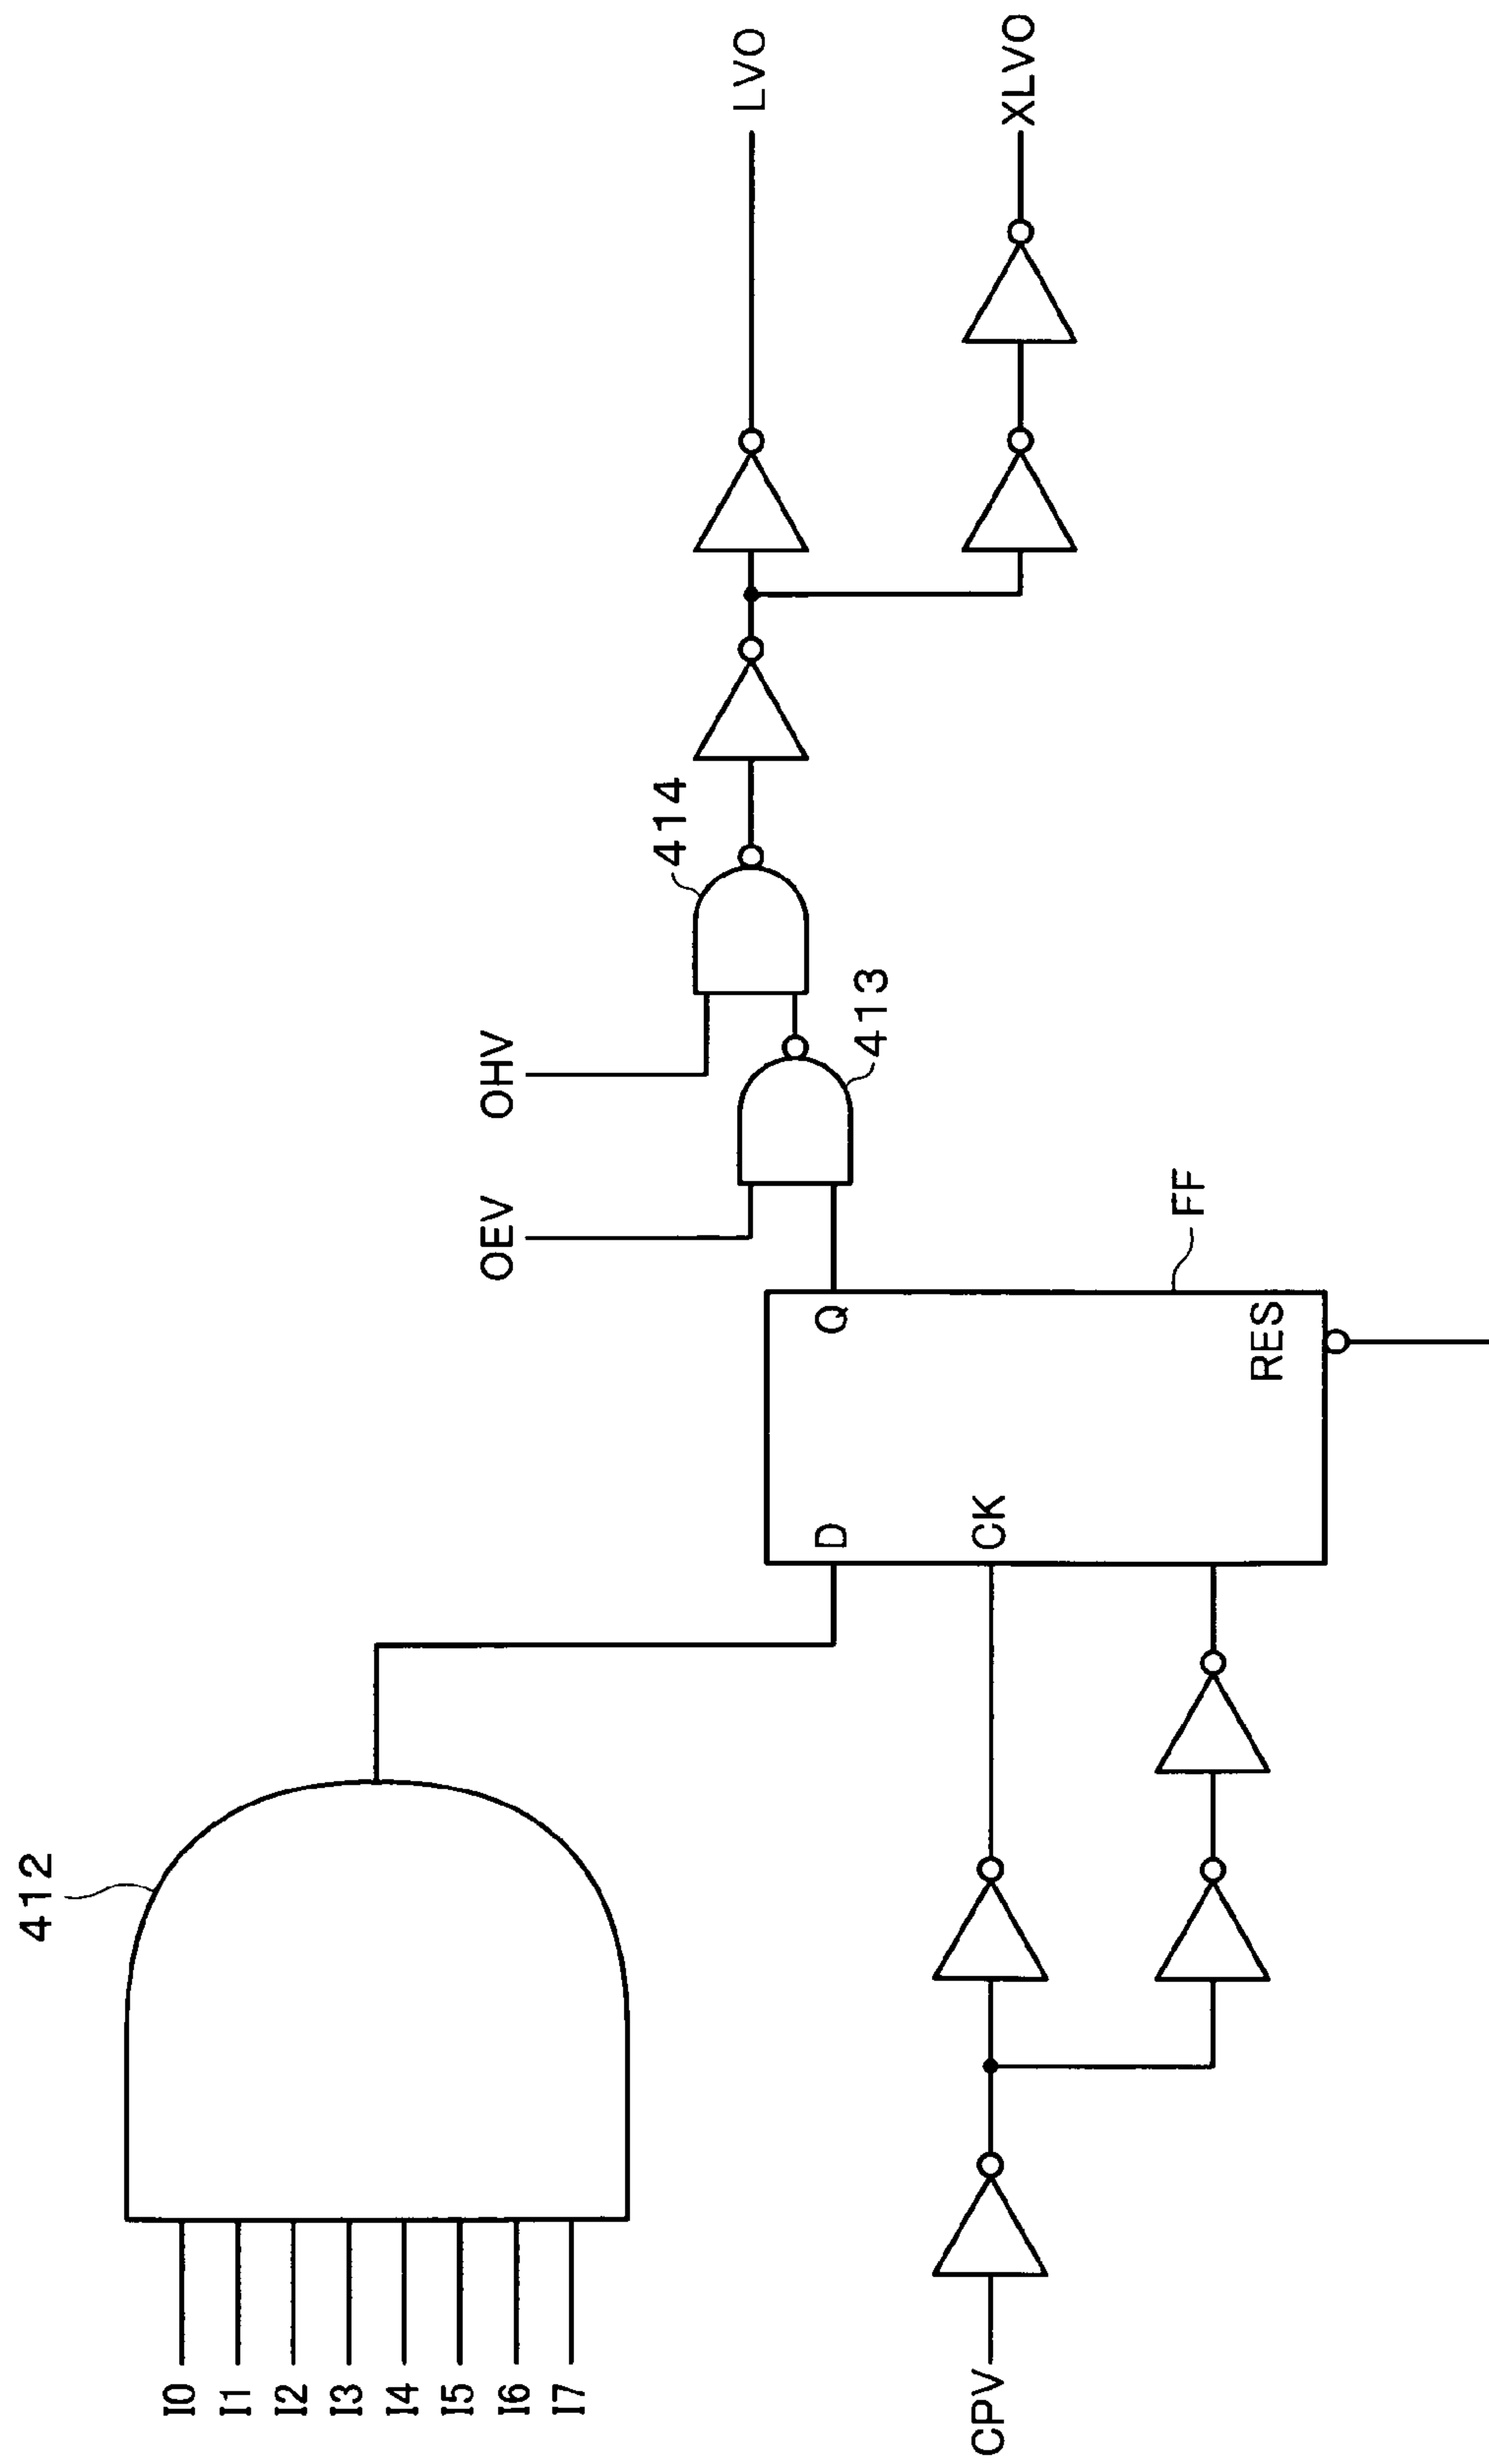 412
I0
I1
I2
I3
I4
I5
I6
I7
CPV
D
CK
Q
RES
FF
OEV
OHV
413
414
LVO
XLVO